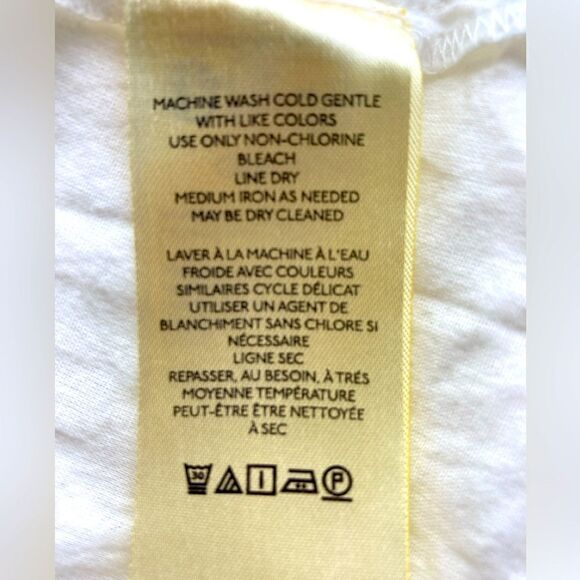 MACHINE WASH COLD GENTLE
WITH LIKE COLORS
USE ONLY NON-CHLORINE
BLEACH
LINE DRY
MEDIUM IRON AS NEEDED
MAY BE DRY CLEANED
LAVER À LA MACHINE À L'EAU
FROIDE AVEC COULEURS
SIMILAIRES CYCLE DÉLICAT
UTILISER UN AGENT DE
BLANCHIMENT SANS CHLORE SI
NÉCESSAIRE
LIGNE SEC
REPASSER, AU BESOIN, À TRÉS
MOYENNE TEMPÉRATURE
PEUT-ÊTRE ÊTRE NETTOYÉE
À SEC
30 P